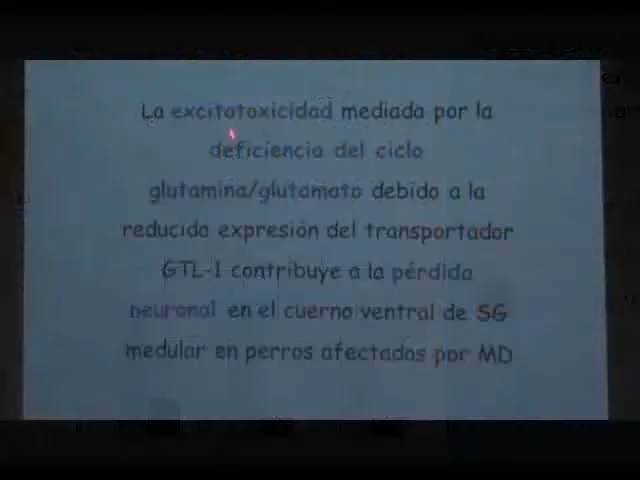 La excitotoxicidad mediada por la
deficiencia del ciclo
glutamina/glutamato debido a la
reducida expresión del transportador
GTL-1 contribuye a la pérdida
neuronal en el cuerno ventral de SG
medular en perros afectados por MD